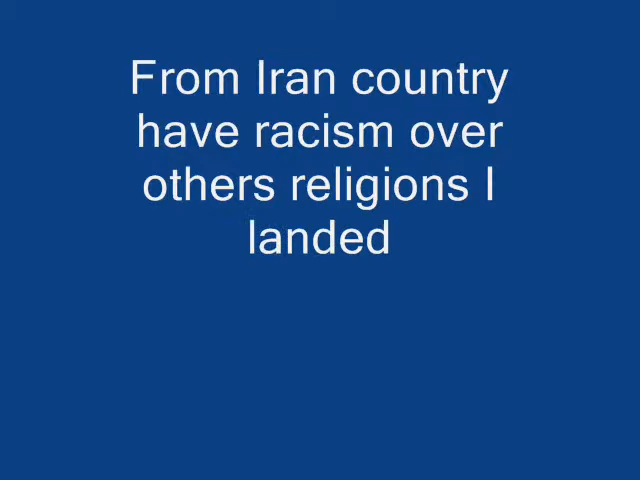 From Iran country
have racism over
others religions I
landed